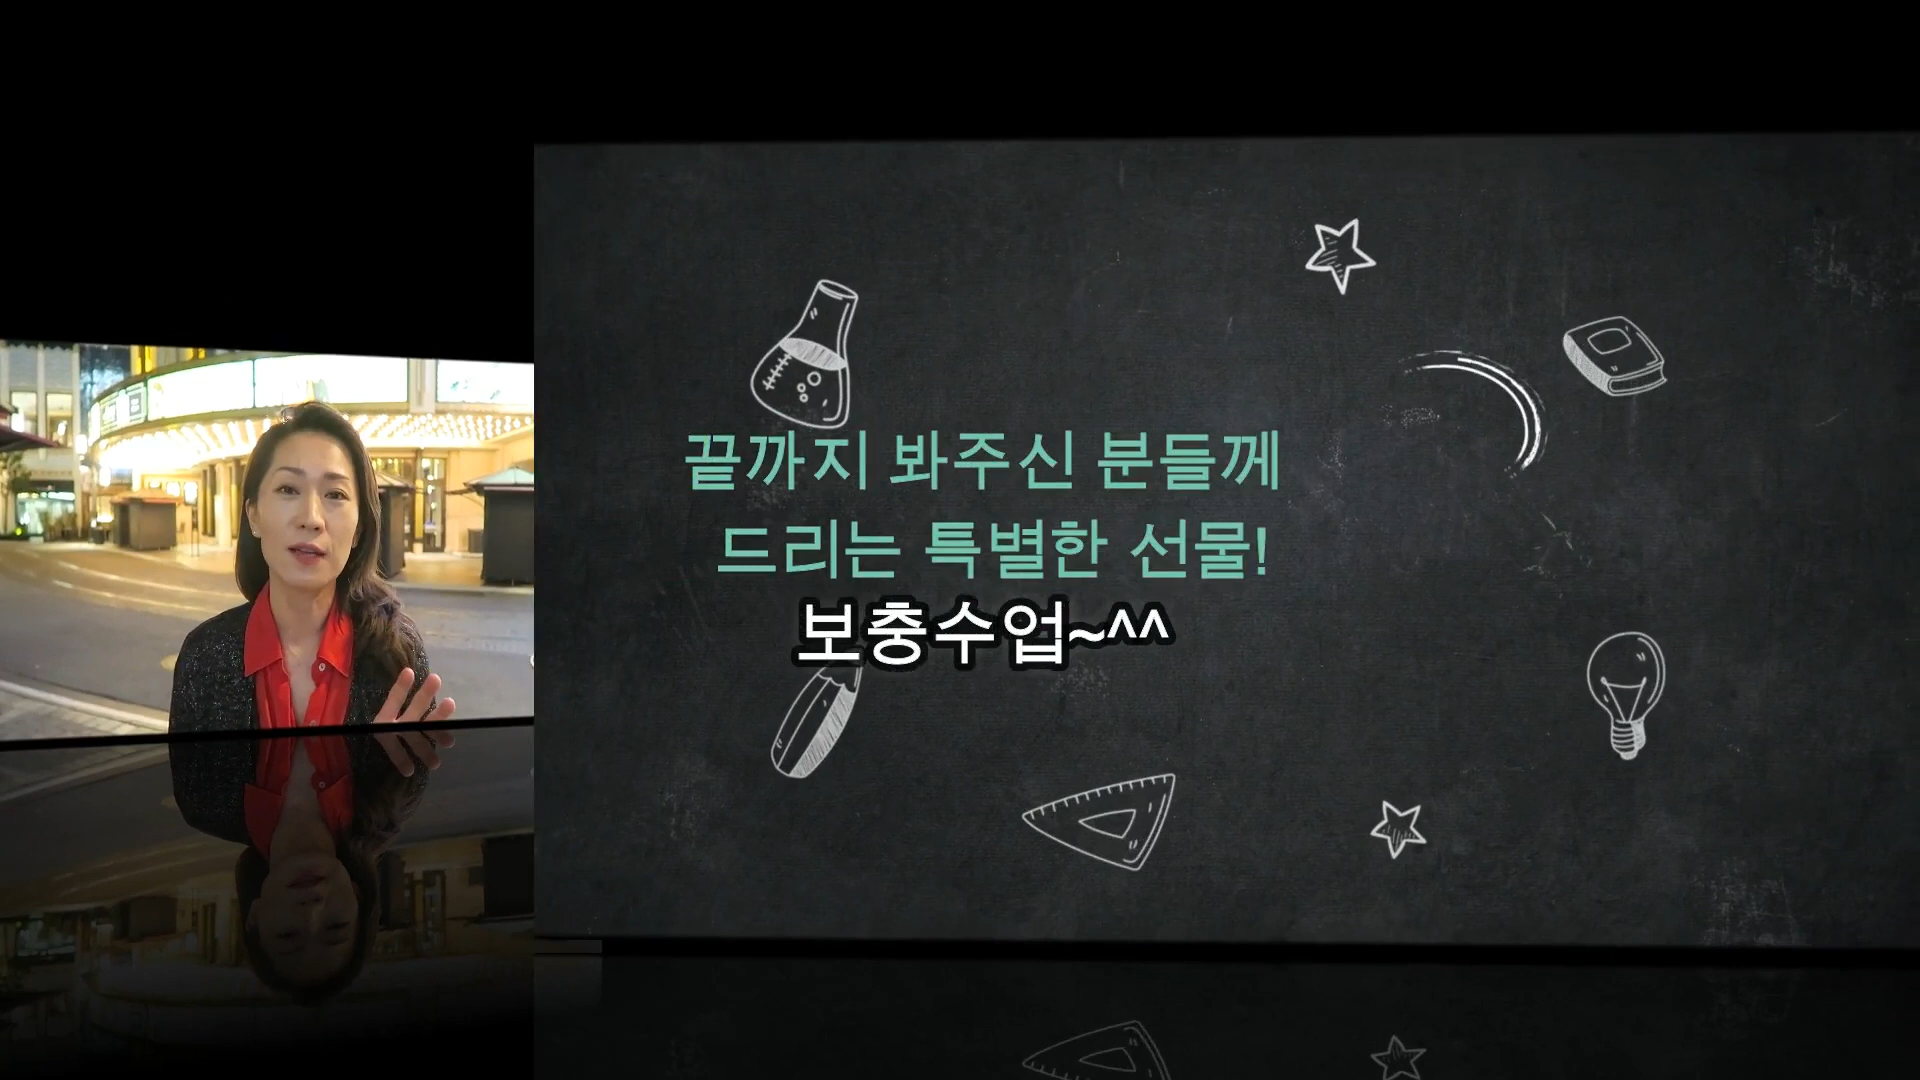 끝까지 봐주신 분들께
드리는 특별한 선물!
보충수업~^^